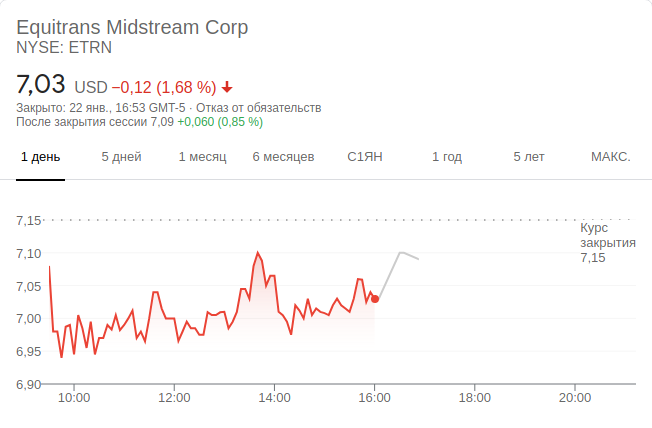 Equitrans Midstream Corp
NYSE: ETRN
7,03 USD −0,12 (1,68 %)
Закрыто: 22 янв., 16:53 GMT-5 · Отказ от обязательств
После закрытия сессии 7,09 +0,060 (0,85 %)
1 день 5 дней 1 месяц 6 месяцев С1ЯН 1 год 5 лет МАКС.
7,15
Курс
закрытия
7,15
7,10
7,05
7,00
6,95
6,90
10:00 12:00 14:00 16:00 18:00 20:00